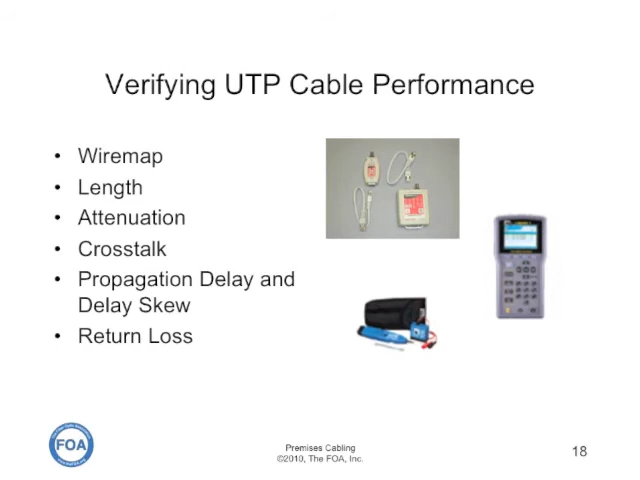 Verifying UTP Cable Performance
• Wiremap
• Length
• Attenuation
• Crosstalk
• Propagation Delay and
Delay Skew
• Return Loss
FOA
Premises Cabling
©2010, The FOA, Inc.
18